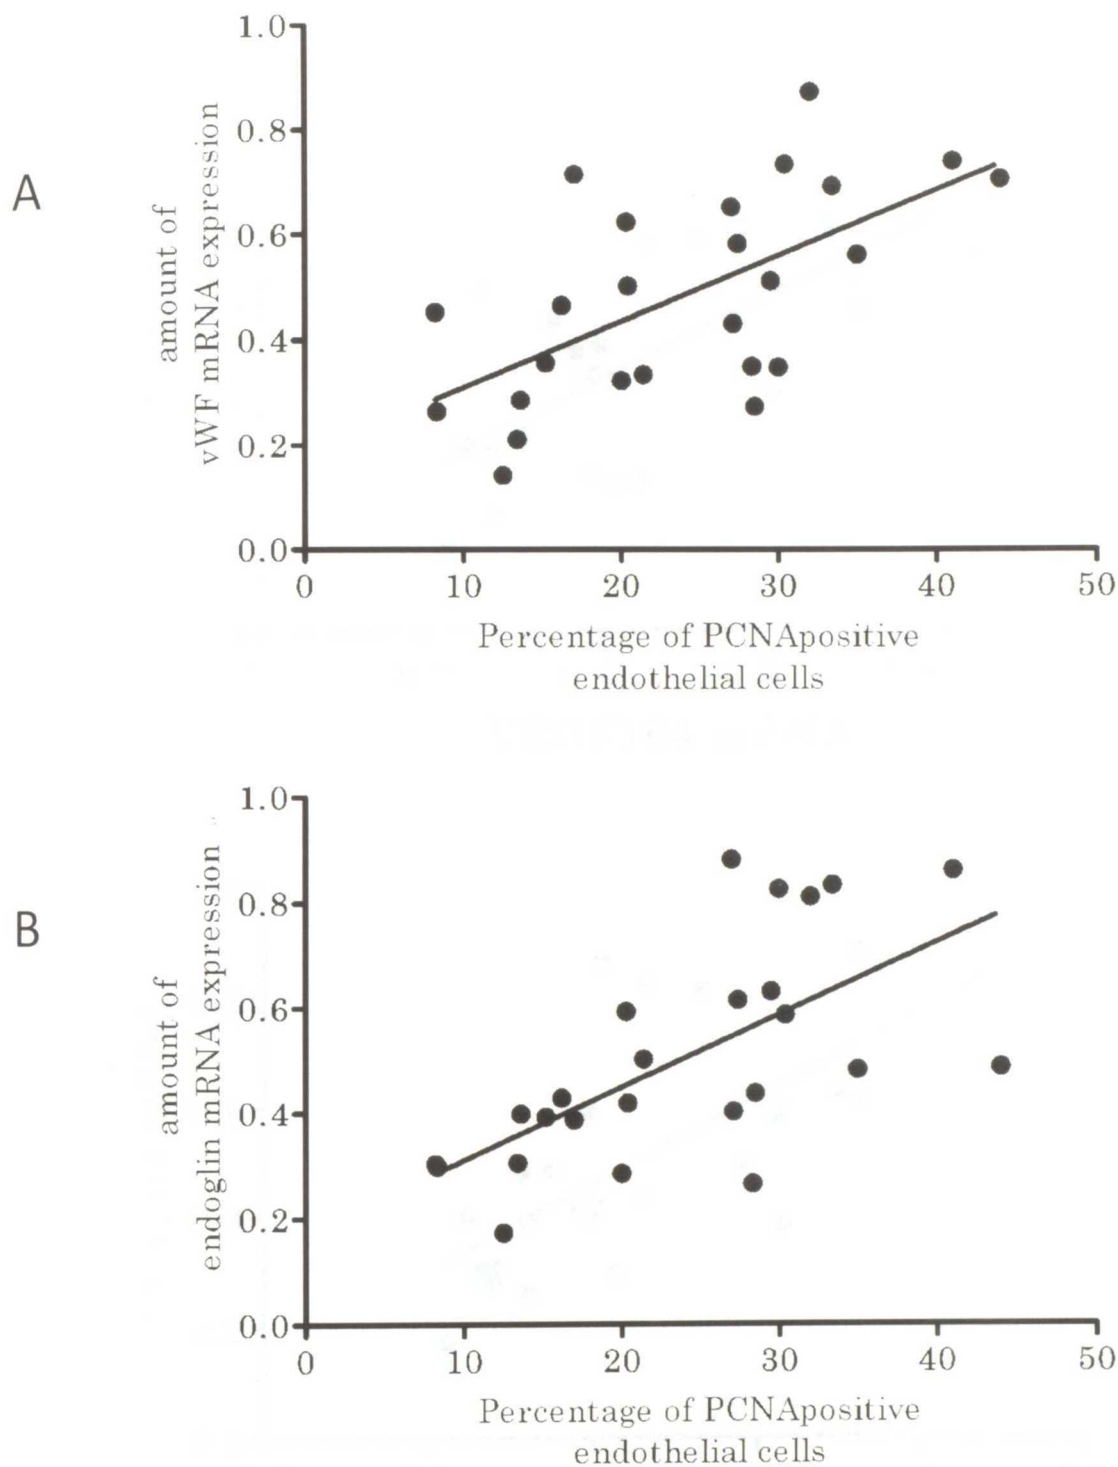 A
amount of
vWF mRNA expression
1.0
0.8
0.6
0.4
0.2
0.0
0 10 20 30 40 50
Percentage of PCNApositive
endothelial cells
B
amount of
endoglin mRNA expression
1.0
0.8
0.6
0.4
0.2
0.0
0 10 20 30 40 50
Percentage of PCNApositive
endothelial cells